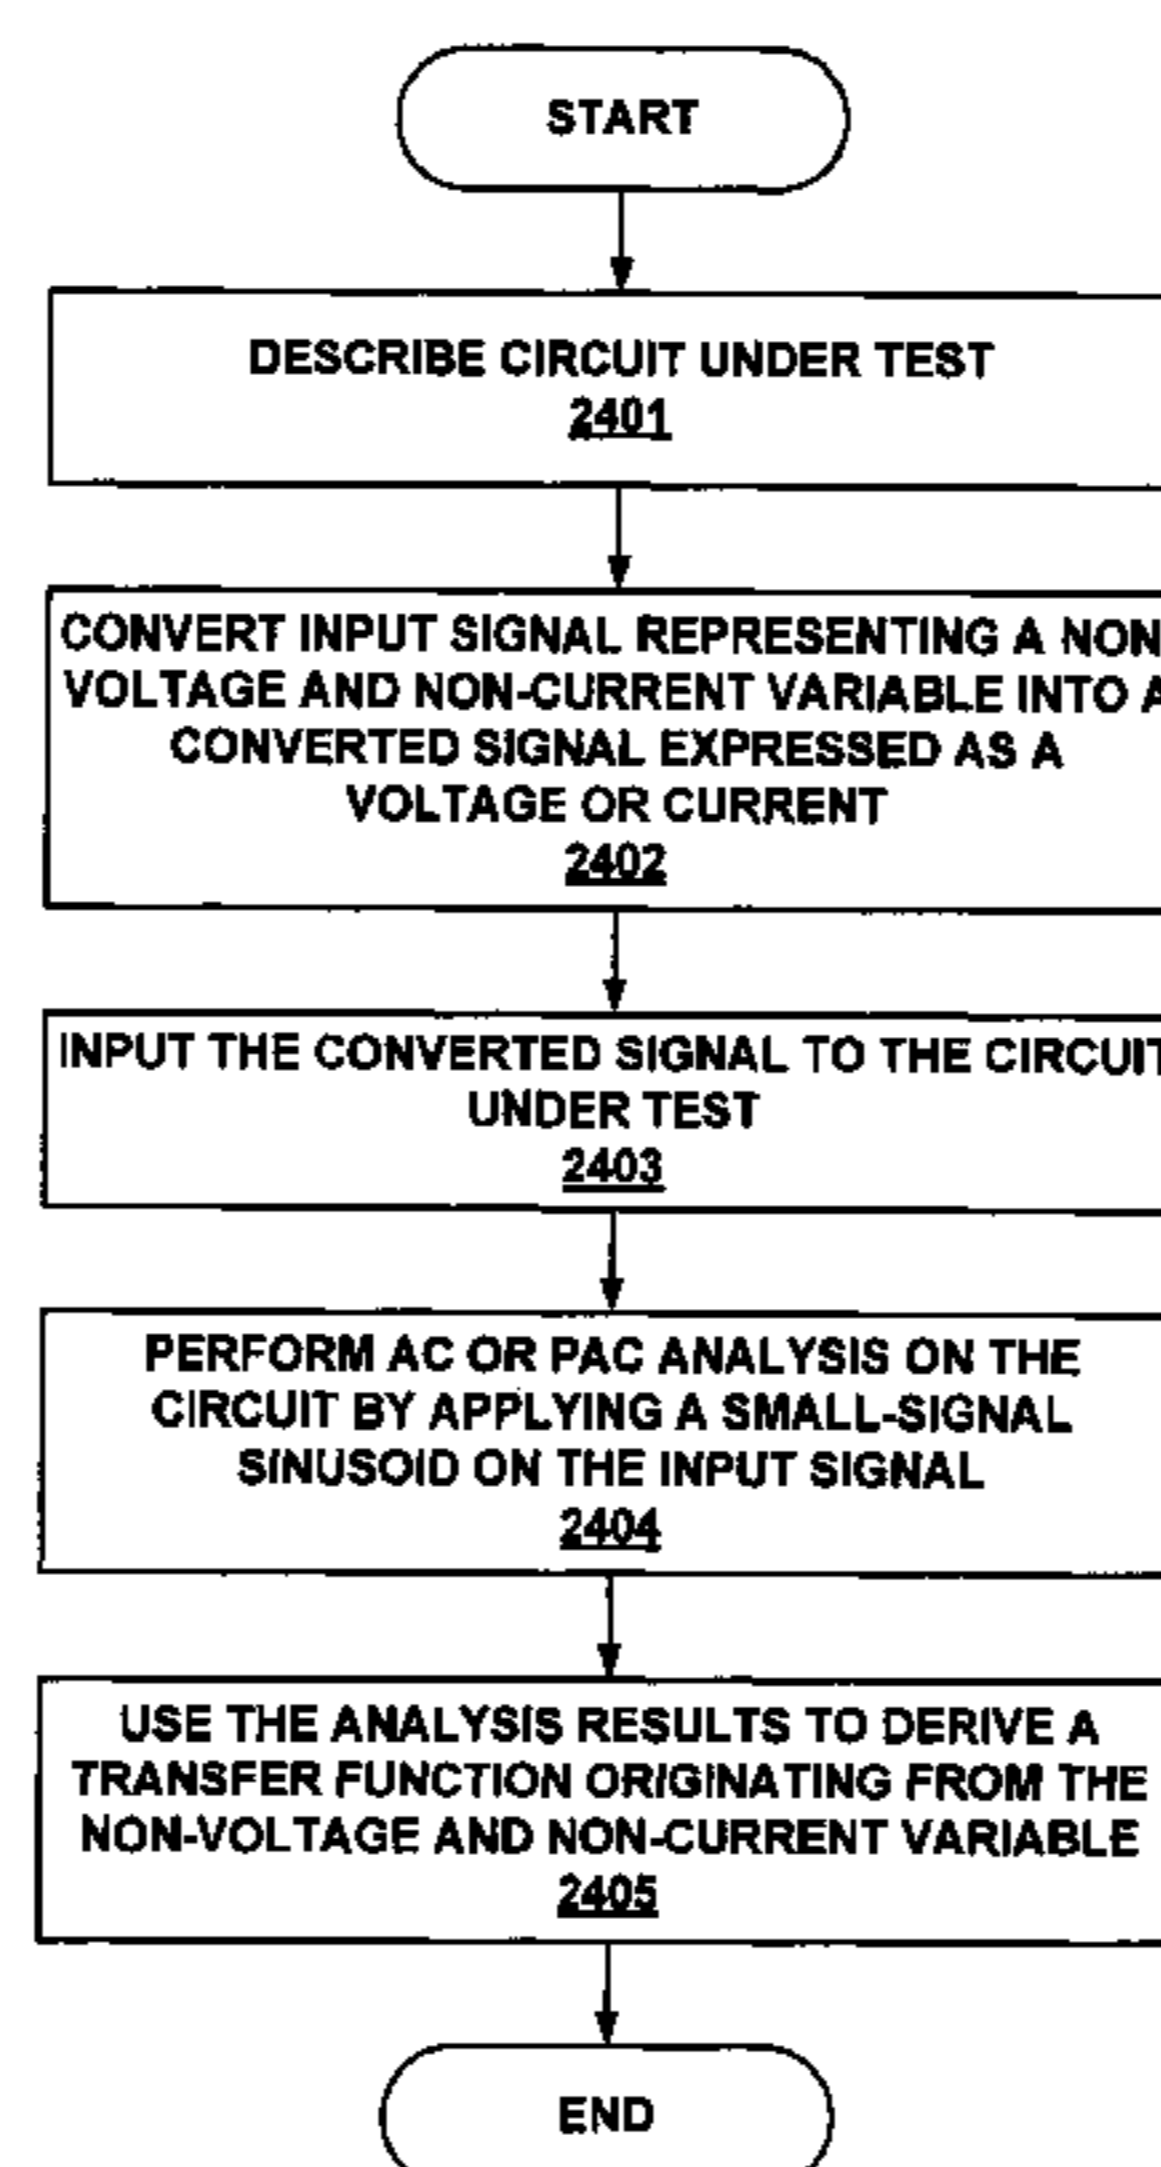 START
DESCRIBE CIRCUIT UNDER TEST
2401
CONVERT INPUT SIGNAL REPRESENTING A NON
VOLTAGE AND NON-CURRENT VARIABLE INTO A
CONVERTED SIGNAL EXPRESSED AS A
VOLTAGE OR CURRENT
2402
INPUT THE CONVERTED SIGNAL TO THE CIRCUIT
UNDER TEST
2403
PERFORM AC OR PAC ANALYSIS ON THE
CIRCUIT BY APPLYING A SMALL-SIGNAL
SINUSOID ON THE INPUT SIGNAL
2404
USE THE ANALYSIS RESULTS TO DERIVE A
TRANSFER FUNCTION ORIGINATING FROM THE
NON-VOLTAGE AND NON-CURRENT VARIABLE
2405
END